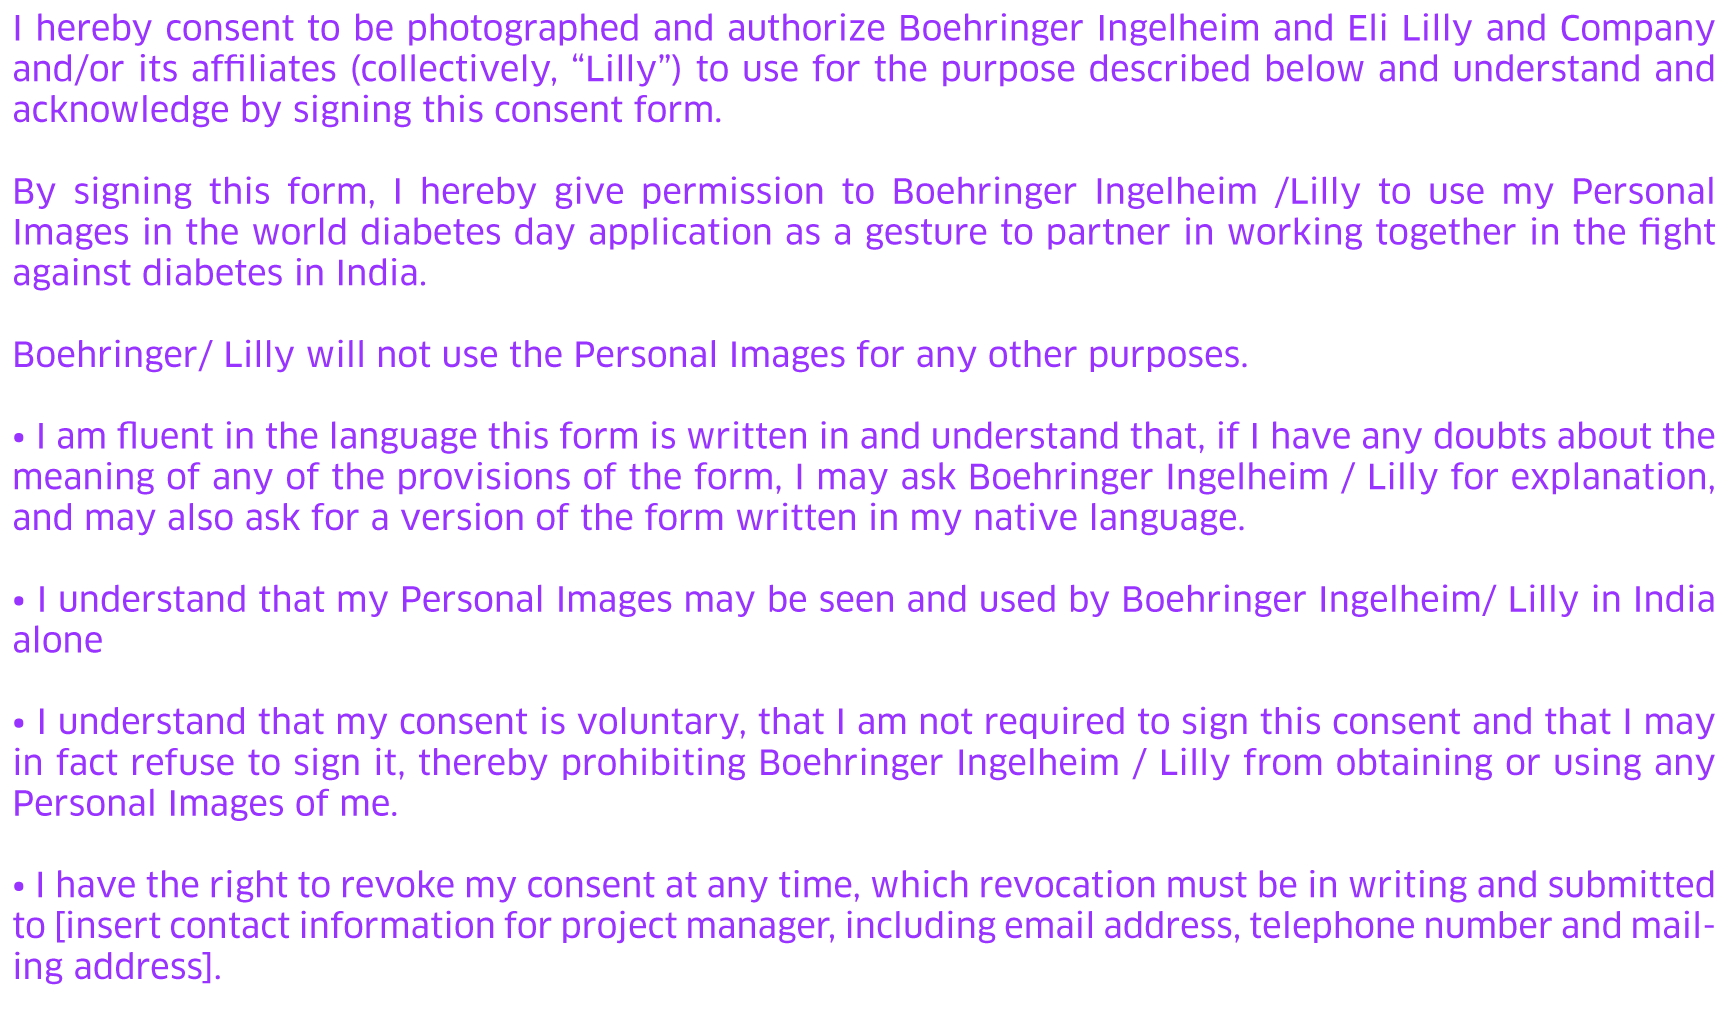 I hereby consent to be photographed and authorize Boehringer Ingelheim and Eli Lilly and Company
and/or its affiliates (collectively, “Lilly”) to use for the purpose described below and understand and
acknowledge by signing this consent form.
By signing this form, I hereby give permission to Boehringer Ingelheim /Lilly to use my Personal
Images in the world diabetes day application as a gesture to partner in working together in the fight
against diabetes in India.
Boehringer/ Lilly will not use the Personal Images for any other purposes.
• I am fluent in the language this form is written in and understand that, if I have any doubts about the
meaning of any of the provisions of the form, I may ask Boehringer Ingelheim / Lilly for explanation,
and may also ask for a version of the form written in my native language.
• I understand that my Personal Images may be seen and used by Boehringer Ingelheim/ Lilly in India
alone
• I understand that my consent is voluntary, that I am not required to sign this consent and that I may
in fact refuse to sign it, thereby prohibiting Boehringer Ingelheim / Lilly from obtaining or using any
Personal Images of me.
• I have the right to revoke my consent at any time, which revocation must be in writing and submitted
to [insert contact information for project manager, including email address, telephone number and mail-
ing address].